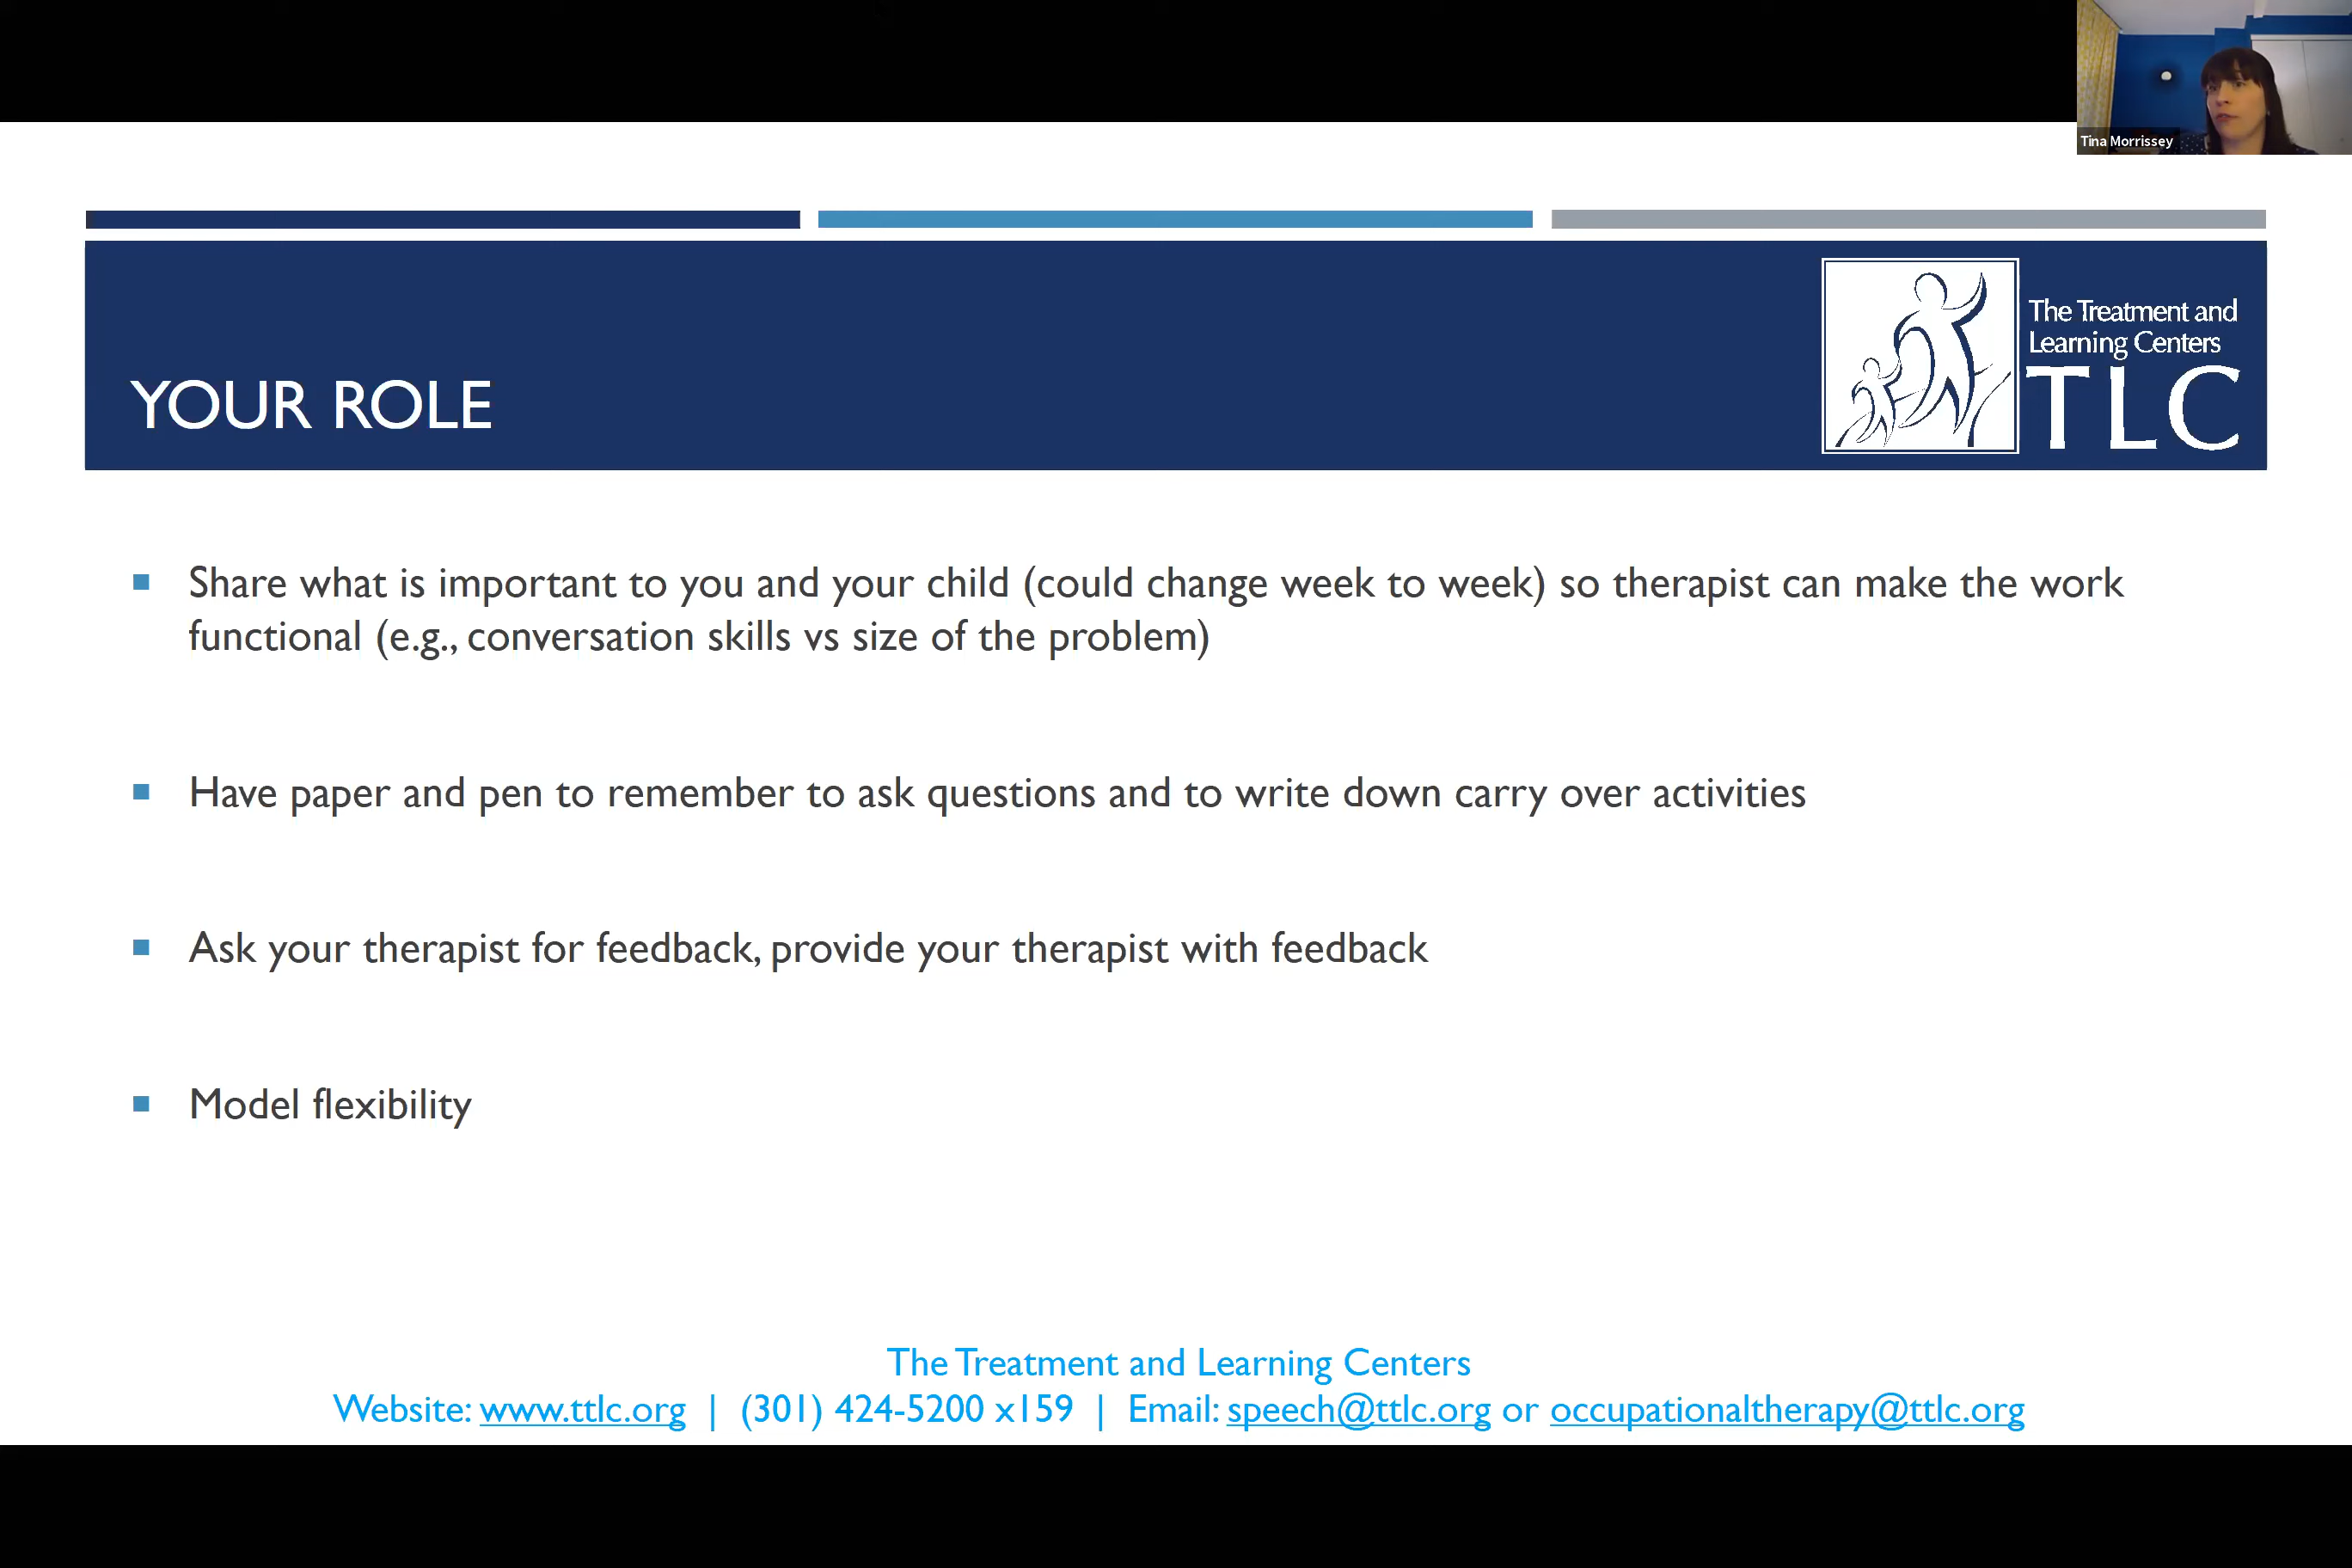 Tina Morrissey
The Treatment and
Learning Centers
TLC
YOUR ROLE
Share what is important to you and your child (could change week to week) so therapist can make the work
functional (e.g., conversation skills vs size of the problem)
Have paper and pen to remember to ask questions and to write down carry over activities
Ask your therapist for feedback, provide your therapist with feedback
Model flexibility
The Treatment and Learning Centers
Website: www.ttlc.org | (301) 424-5200 x159 | Email: speech@ttlc.org or occupationaltherapy@ttlc.org